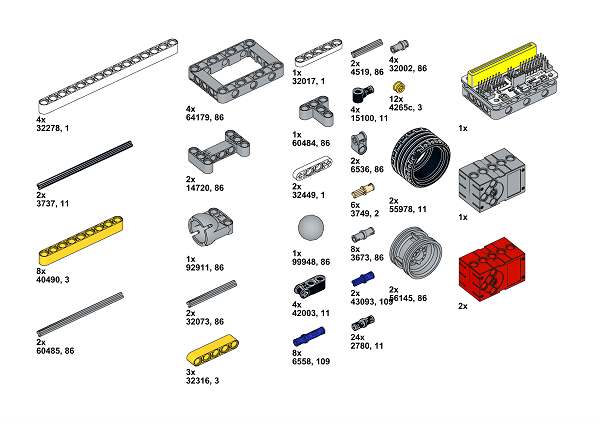 4x
32278, 1
2x
3737, 11
8x
40490, 3
2x
60485, 86
4x
64179, 86
2x
14720, 86
1x
92911, 86
2x
32073, 86
3x
32316, 3
1x
32017, 1
1x
60484, 86
2x
32449, 1
1x
99948, 86
4x
42003, 11
8x
6558, 109
2x
4519, 86
4x
15100, 11
2x
6536, 86
6x
3749, 2
8x
3673, 86
2x
43093, 109
24x
2780, 11
4x
32002, 86
12x
4265c, 3
2x
55978, 11
2x
56145, 86
1x
1x
2x